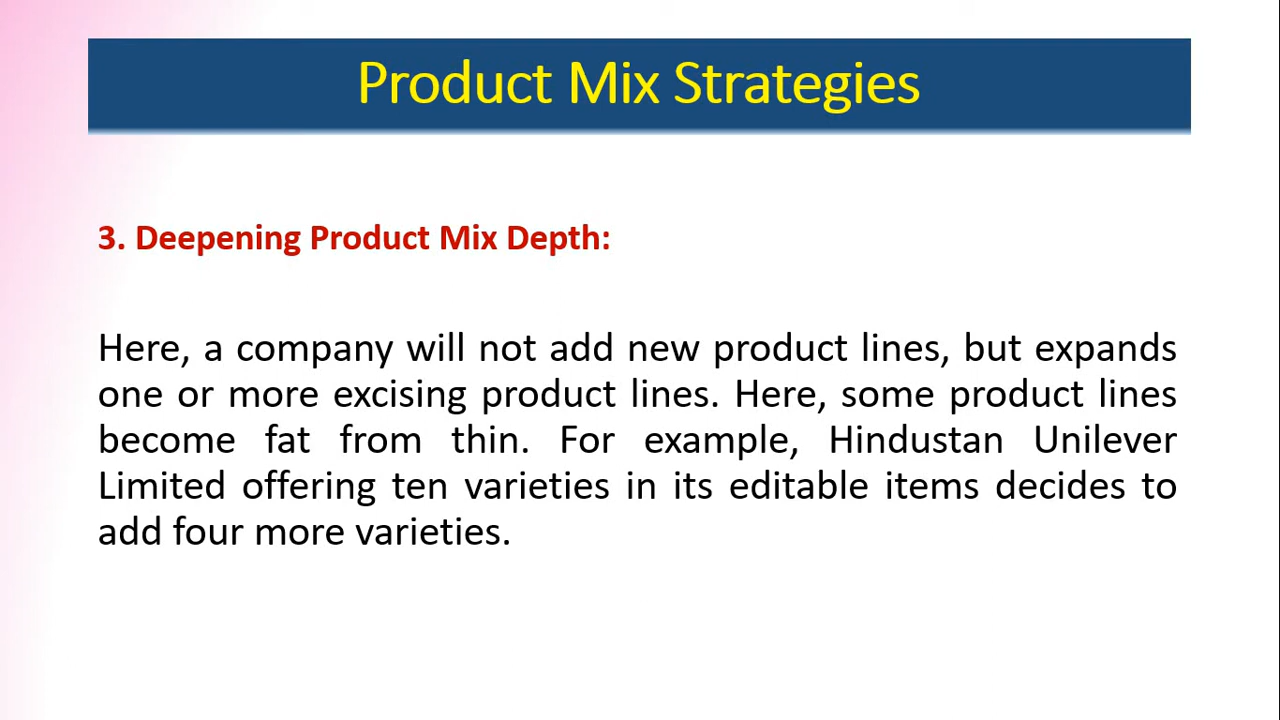 Product Mix Strategies
3. Deepening Product Mix Depth:
Here, a company will not add new product lines, but expands
one or more excising product lines. Here, some product lines
become fat from thin. For example, Hindustan Unilever
Limited offering ten varieties in its editable items decides to
add four more varieties.